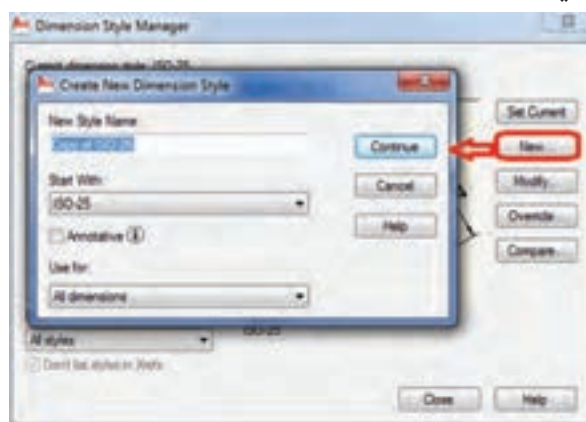 Dimension Style Manager
Create New Dimension Style
New Style Name
Copy of ISO-25
Start With:
ISO-25
Annotative
Use for:
All dimensions
Continue
Cancel
Help
Set Current
New...
Modify...
Override...
Compare...
All styles
Don't list styles in Xrefs
Close
Help